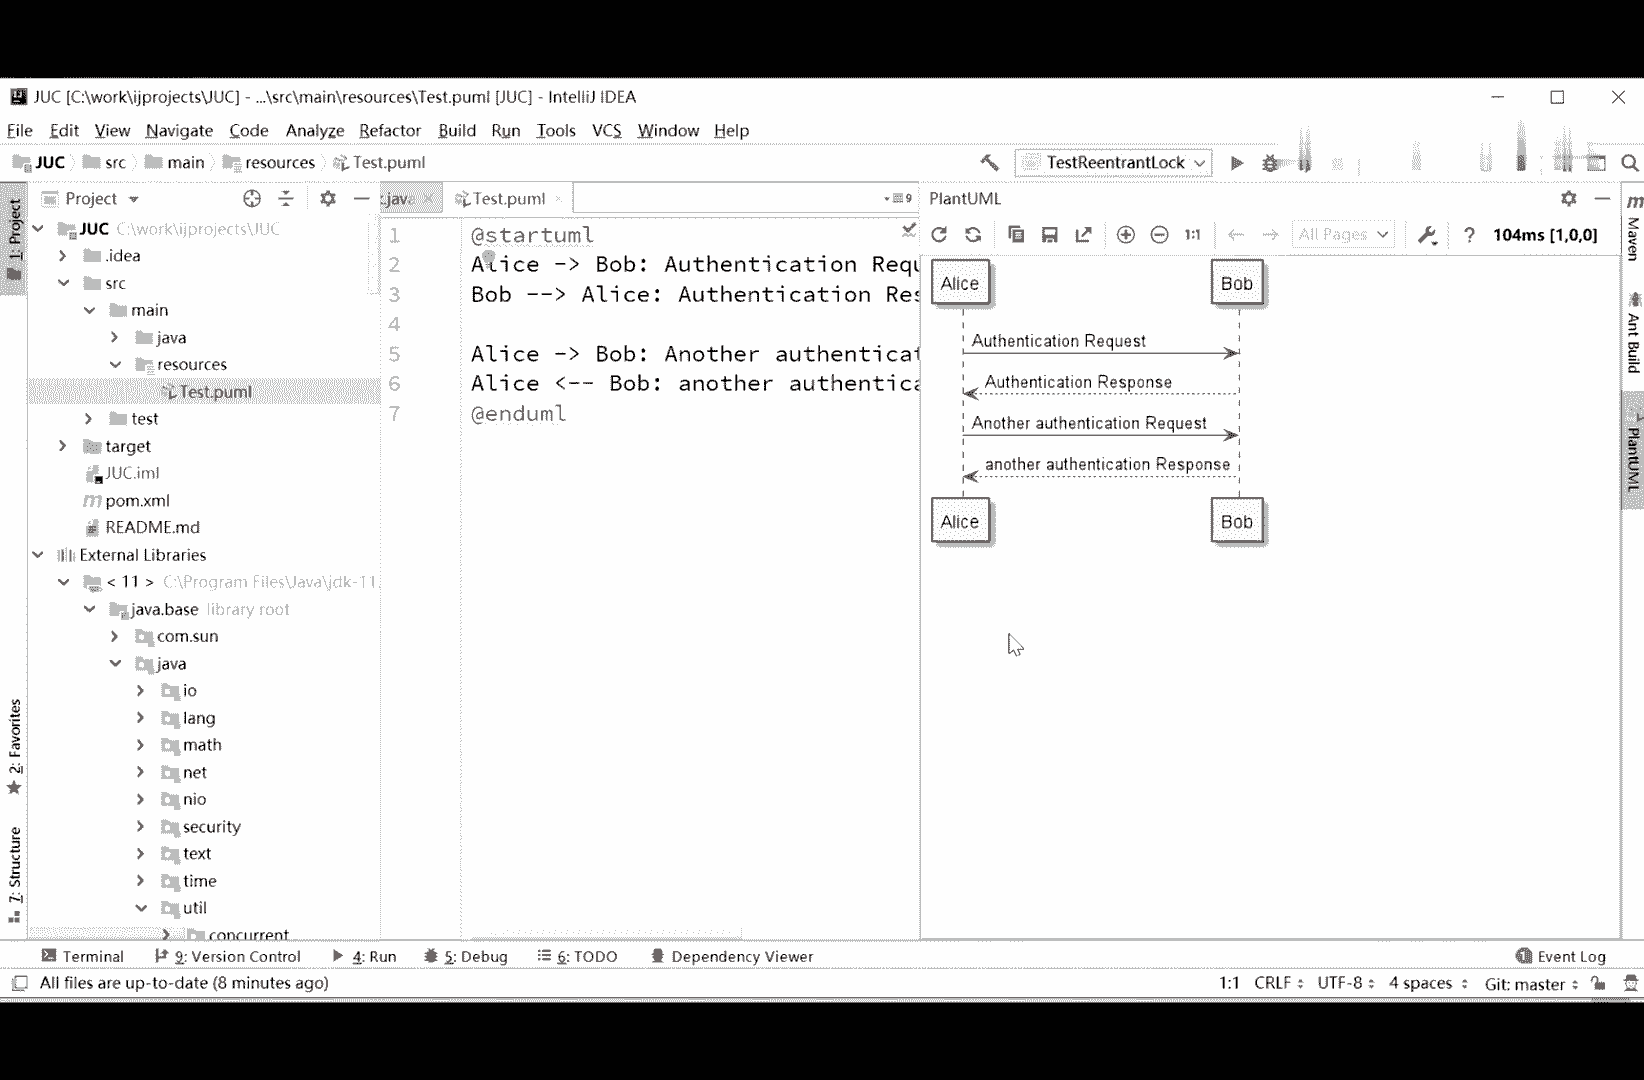 JUC [C:\work\ijprojects\JUC] - ...\src\main\resources\Test.puml [JUC] - IntelliJ IDEA
File Edit View Navigate Code Analyze Refactor Build Run Tools VCS Window Help
JUC src main resources Test.puml
TestReentrantLock
1: Project
2: Favorites
7: Structure
Project
JUC C:\work\ijprojects\JUC
.idea
src
main
java
resources
Test.puml
test
target
JUC.iml
pom.xml
README.md
External Libraries
< 11 > C:\Program Files\Java\jdk-11
java.base library root
com.sun
java
io
lang
math
net
nio
security
text
time
util
concurrent
.java Test.puml
9
1 @startuml
2 Alice -> Bob: Authentication Requ
3 Bob --> Alice: Authentication Res
4
5 Alice -> Bob: Another authenticat
6 Alice <-- Bob: another authentica
7 @enduml
PlantUML
1:1 All Pages ? 104ms [1,0,0]
Alice Bob
Authentication Request
Authentication Response
Another authentication Request
another authentication Response
Alice Bob
Maven
Ant Build
PlantUML
Terminal 9: Version Control 4: Run 5: Debug 6: TODO Dependency Viewer 1 Event Log
All files are up-to-date (8 minutes ago) 1:1 CRLF UTF-8 4 spaces Git: master